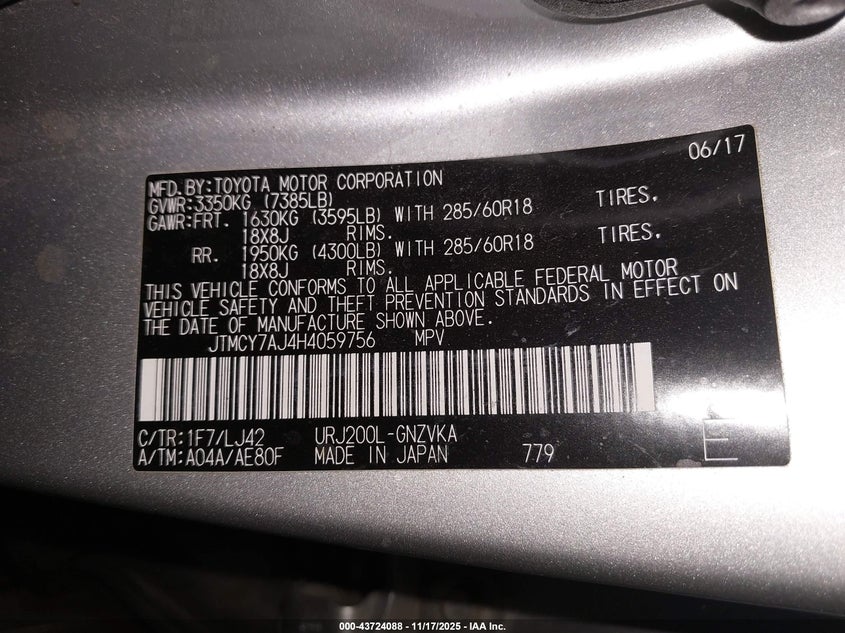 06/17
MFD.BY:TOYOTA MOTOR CORPORATION
GVWR:3350KG (7385LB)
GAWR:FRT. 1630KG (3595LB) WITH 285/60R18 TIRES.
18X8J RIMS.
RR. 1950KG (4300LB) WITH 285/60R18 TIRES.
18X8J RIMS.
THIS VEHICLE CONFORMS TO ALL APPLICABLE FEDERAL MOTOR
VEHICLE SAFETY AND THEFT PREVENTION STANDARDS IN EFFECT ON
THE DATE OF MANUFACTURE SHOWN ABOVE.
JTMCY7AJ4H4059756 MPV
C/TR:1F7/LJ42 URJ200L-GNZVKA
A/TM:A04A/AE80F MADE IN JAPAN 779 E
000-43724088 - 11/17/2025 - IAA Inc.